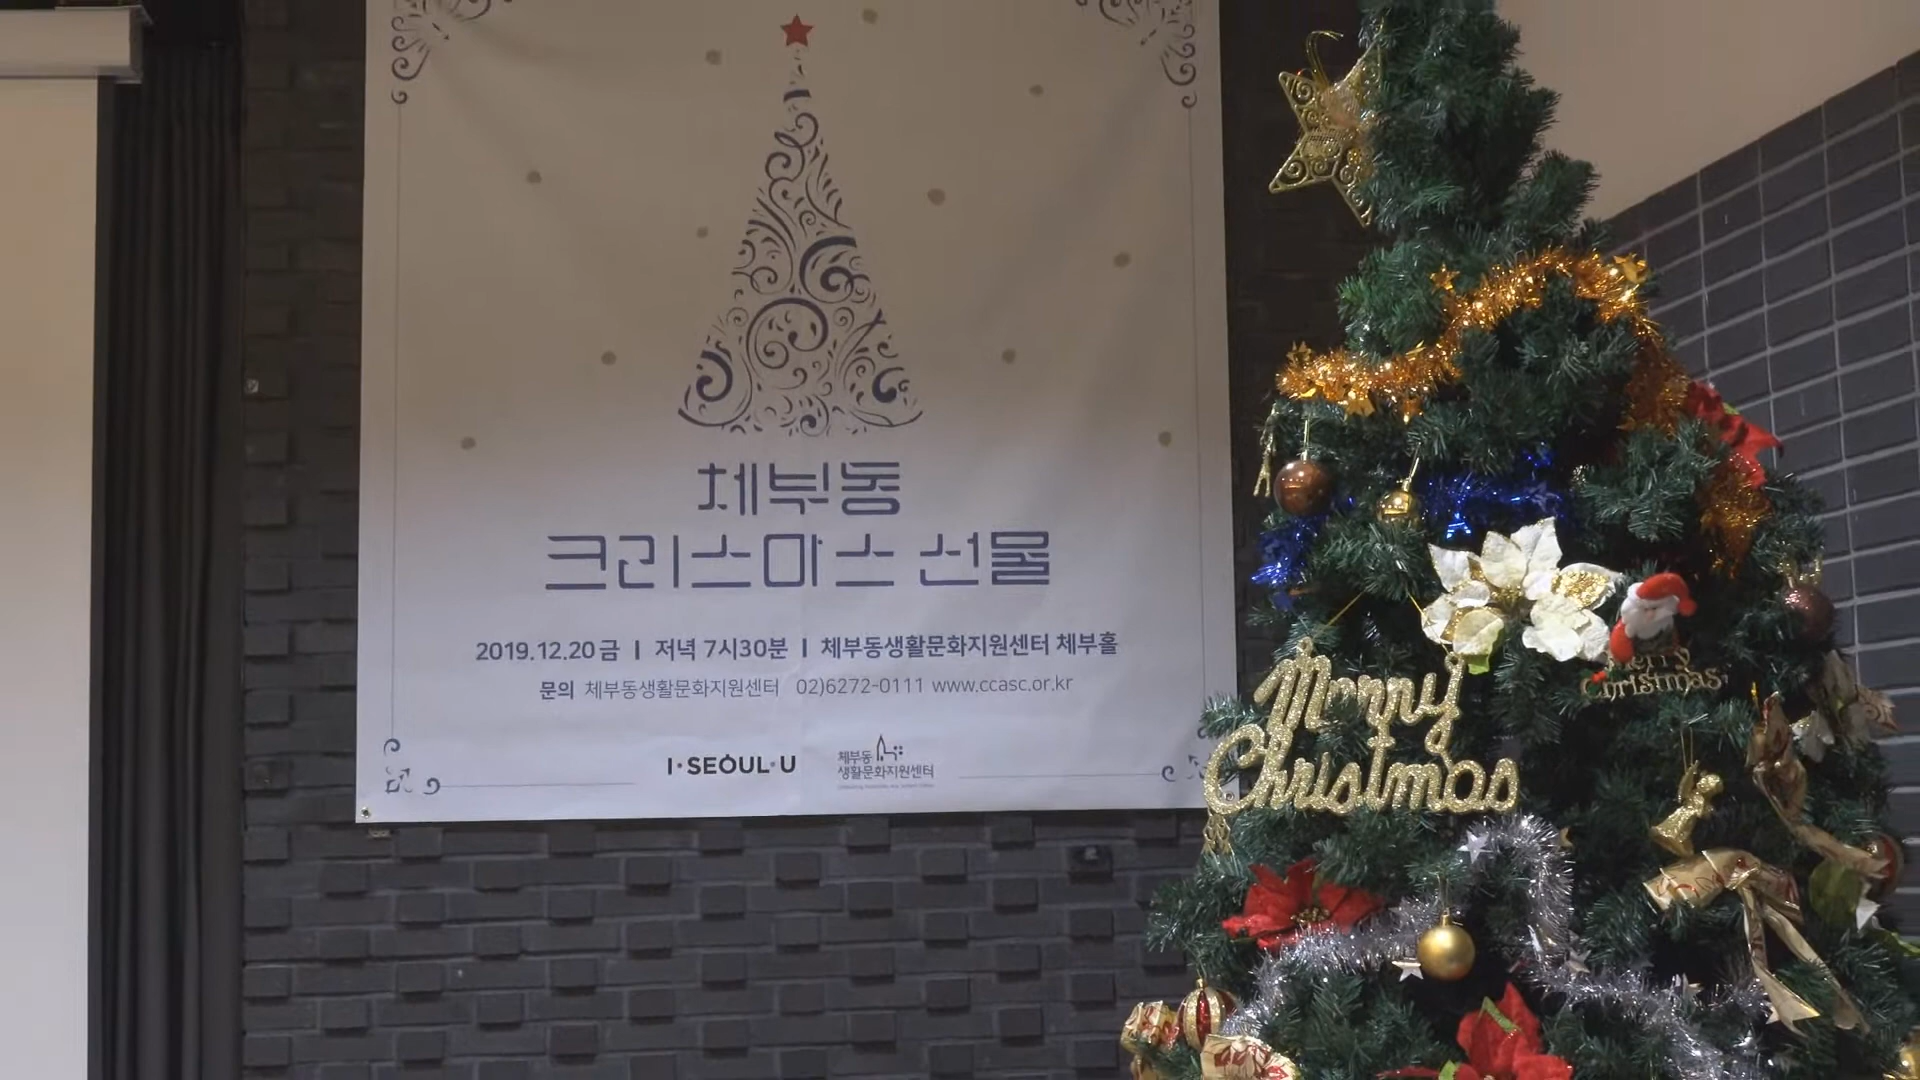 체부동
크리스마스 선물
2019.12.20 금 I 저녁 7시30분 I 체부동생활문화지원센터 체부홀
문의 체부동생활문화지원센터 02)6272-0111 www.ccasc.or.kr
I·SEOUL·U
체부동
생활문화지원센터
Merry
Christmas
Merry
Christmas